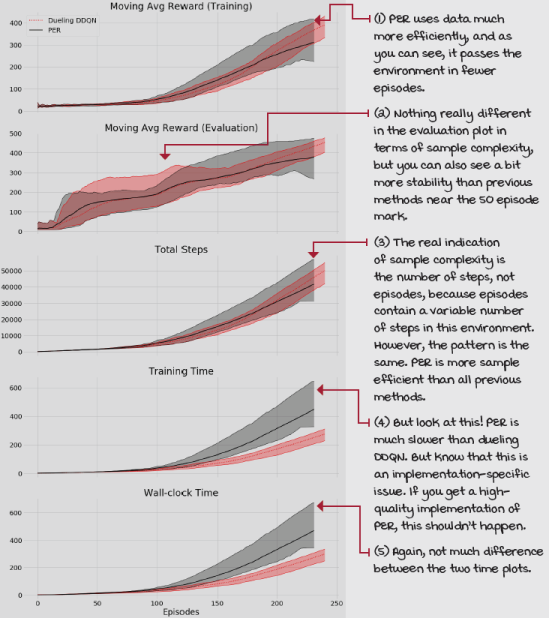 Moving Avg Reward (Training)
Dueling DDQN
PER
400
300
200
100
0
(1) PER uses data much
more efficiently, and as
you can see, it passes the
environment in fewer
episodes.
Moving Avg Reward (Evaluation)
500
400
300
200
100
0
(2) Nothing really different
in the evaluation plot in
terms of sample complexity,
but you can also see a bit
more stability than previous
methods near the 50 episode
mark.
Total Steps
50000
40000
30000
20000
10000
0
(3) The real indication
of sample complexity is
the number of steps, not
episodes, because episodes
contain a variable number
of steps in this environment.
However, the pattern is the
same. PER is more sample
efficient than all previous
methods.
Training Time
600
400
200
0
(4) But look at this! PER is
much slower than dueling
DDQN. But know that this is
an implementation-specific
issue. If you get a high-
quality implementation of
PER, this shouldn't happen.
Wall-clock Time
600
400
200
0
0 50 100 150 200 250
Episodes
(5) Again, not much difference
between the two time plots.